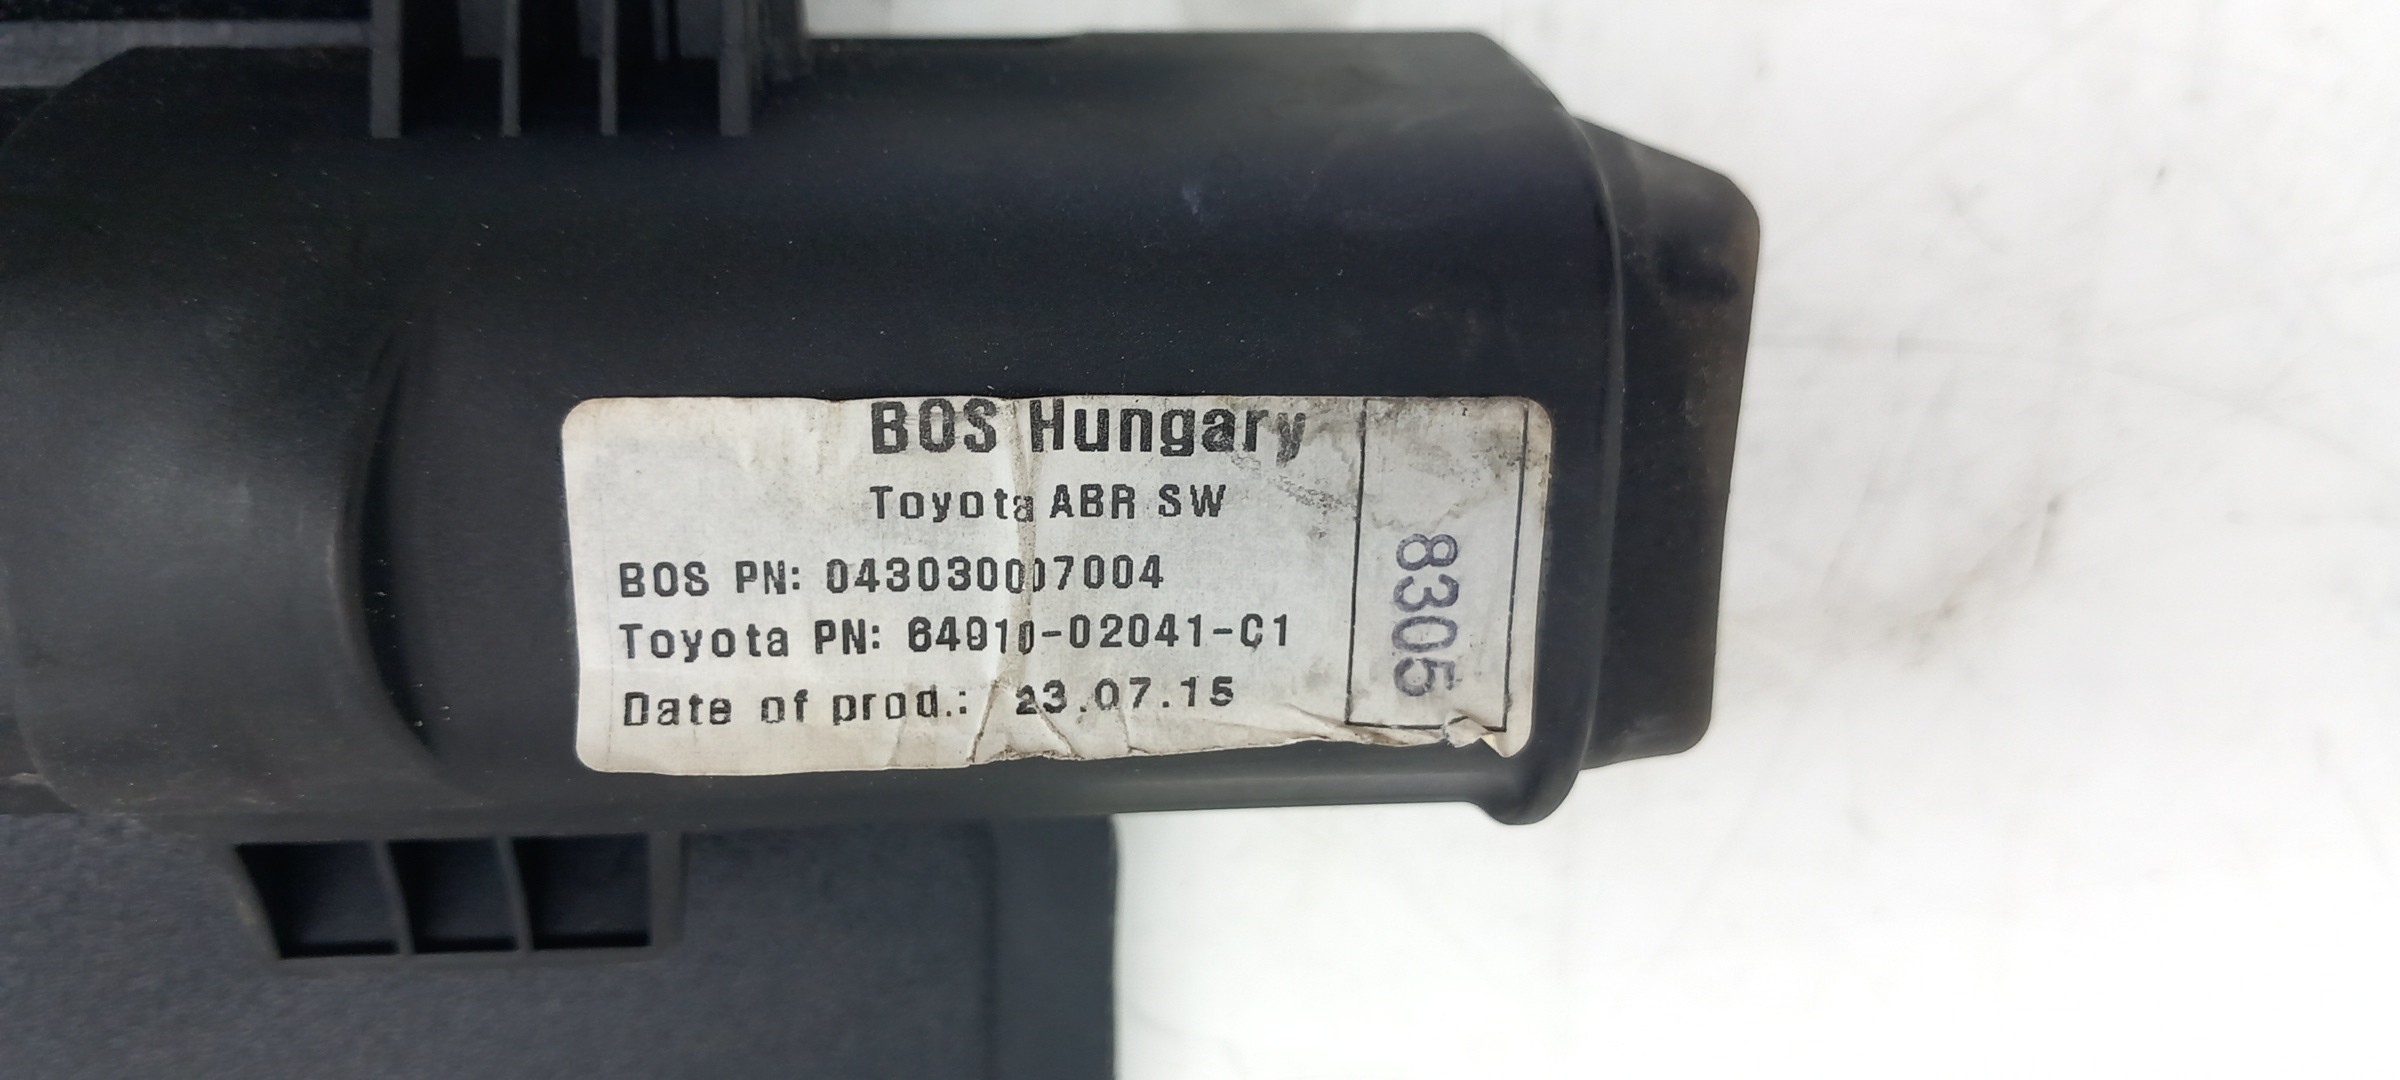 BOS Hungary
Toyota ABR SW
BOS PN: 043030007004
Toyota PN: 64910-02041-C1
Date of prod.: 23.07.15
8305